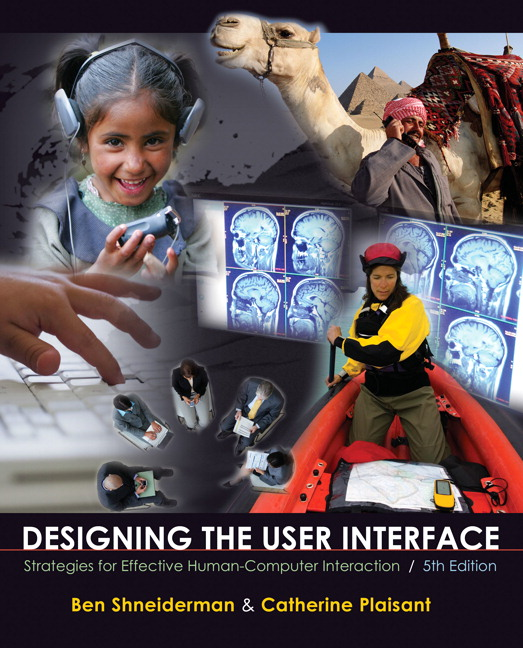 DESIGNING THE USER INTERFACE
Strategies for Effective Human-Computer Interaction / 5th Edition
Ben Shneiderman & Catherine Plaisant